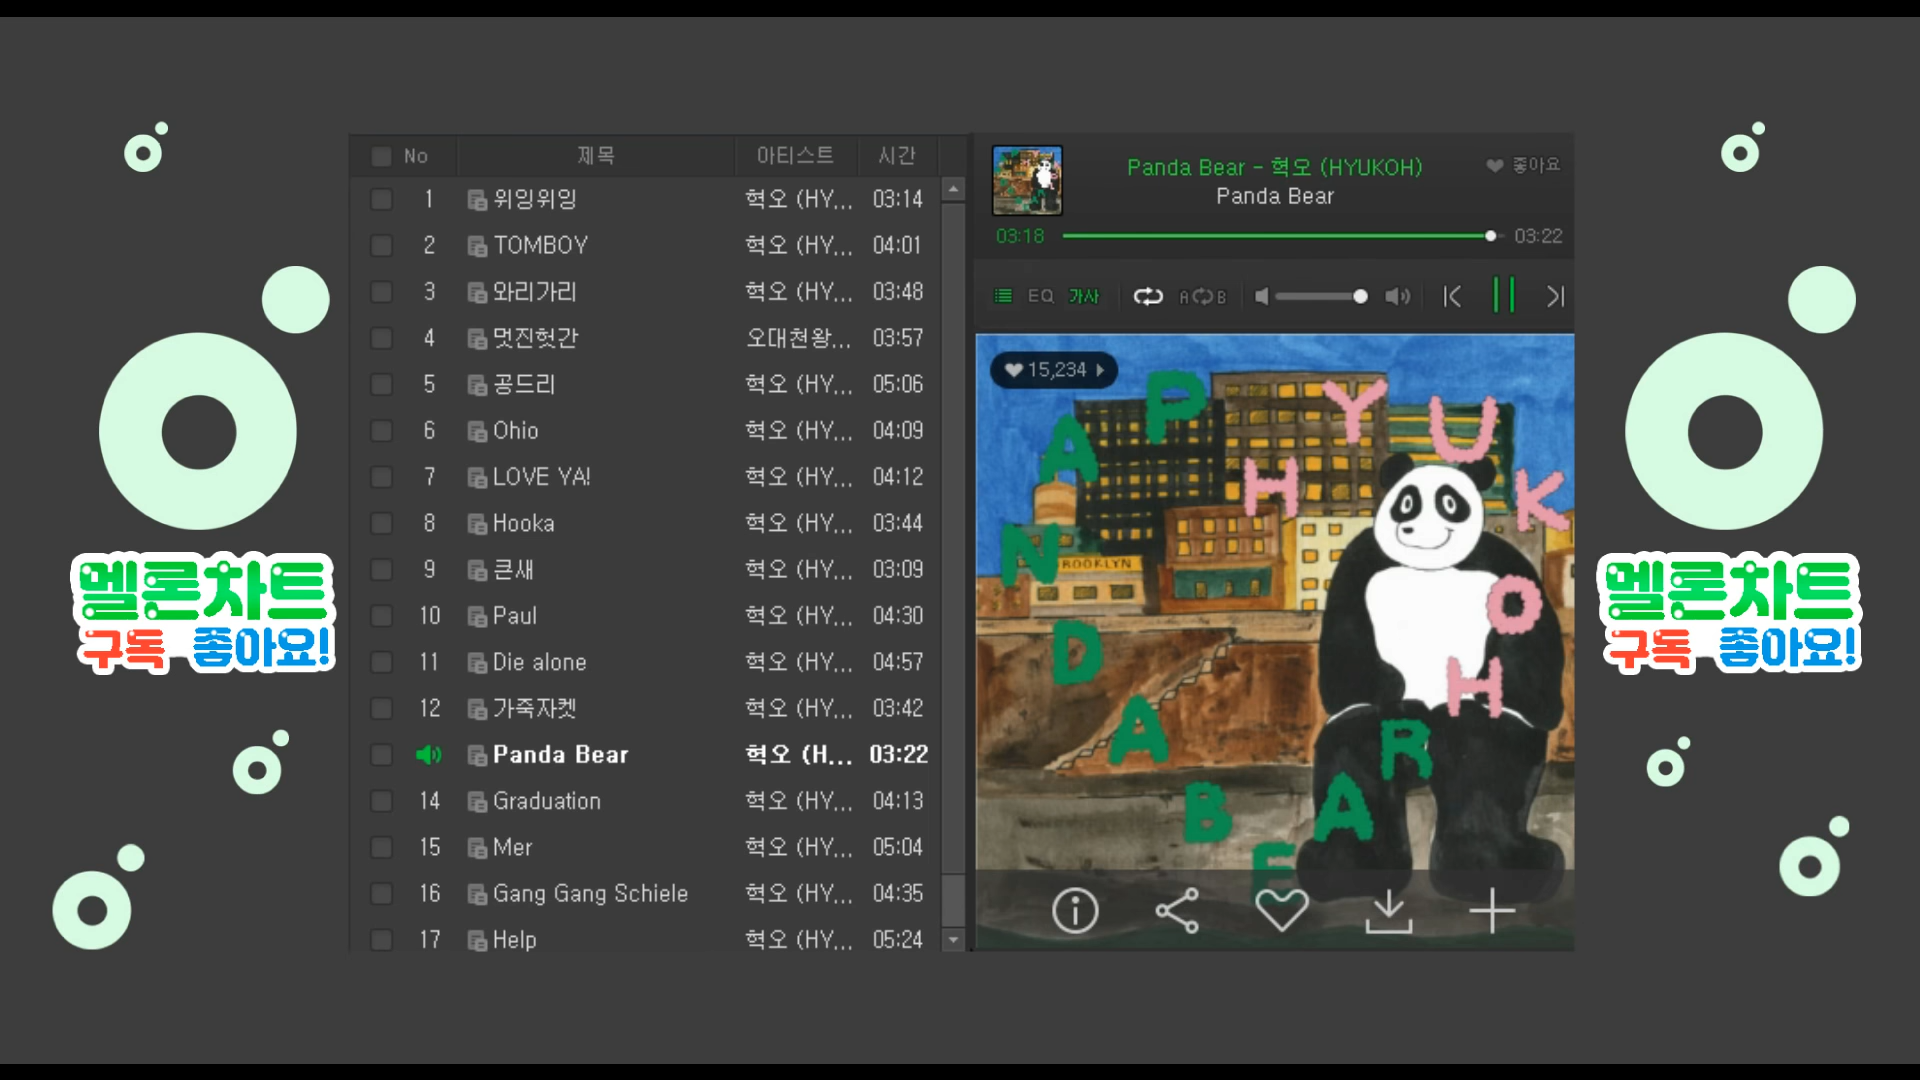 No 제목 아티스트 시간
1 위잉위잉 혁오 (HY... 03:14
2 TOMBOY 혁오 (HY... 04:01
3 와리가리 혁오 (HY... 03:48
4 멋진헛간 오대천왕... 03:57
5 공드리 혁오 (HY... 05:06
6 Ohio 혁오 (HY... 04:09
7 LOVE YA! 혁오 (HY... 04:12
8 Hooka 혁오 (HY... 03:44
9 큰새 혁오 (HY... 03:09
10 Paul 혁오 (HY... 04:30
11 Die alone 혁오 (HY... 04:57
12 가죽자켓 혁오 (HY... 03:42
Panda Bear 혁오 (H... 03:22
14 Graduation 혁오 (HY... 04:13
15 Mer 혁오 (HY... 05:04
16 Gang Gang Schiele 혁오 (HY... 04:35
17 Help 혁오 (HY... 05:24
Panda Bear - 혁오 (HYUKOH)
좋아요
Panda Bear
03:18 03:22
EQ 가사 A B
15,234
HYUKOH
PANDA BEAR
BROOKLYN
멜론차트
구독 좋아요!
멜론차트
구독 좋아요!